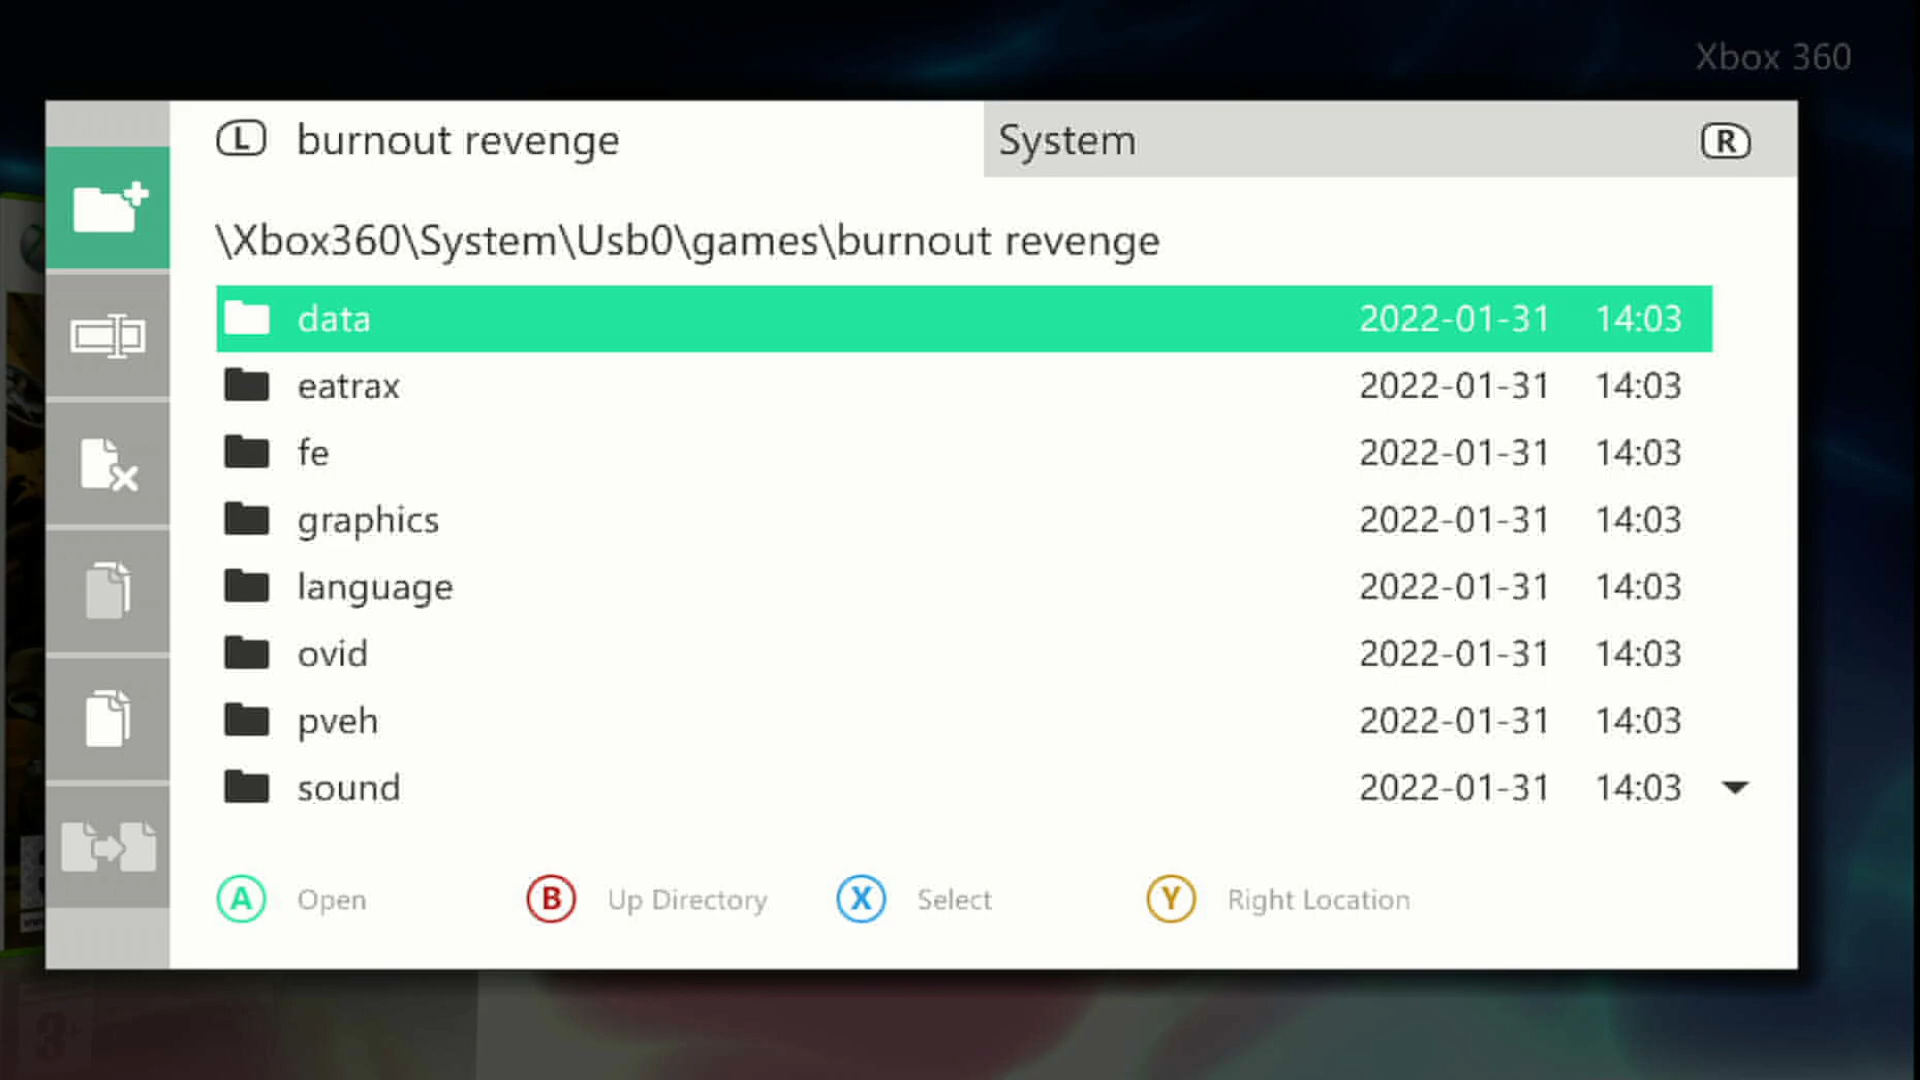 Xbox 360
L burnout revenge
System R
\Xbox360\System\Usb0\games\burnout revenge
data 2022-01-31 14:03
eatrax 2022-01-31 14:03
fe 2022-01-31 14:03
graphics 2022-01-31 14:03
language 2022-01-31 14:03
ovid 2022-01-31 14:03
pveh 2022-01-31 14:03
sound 2022-01-31 14:03
A Open B Up Directory X Select Y Right Location
3+